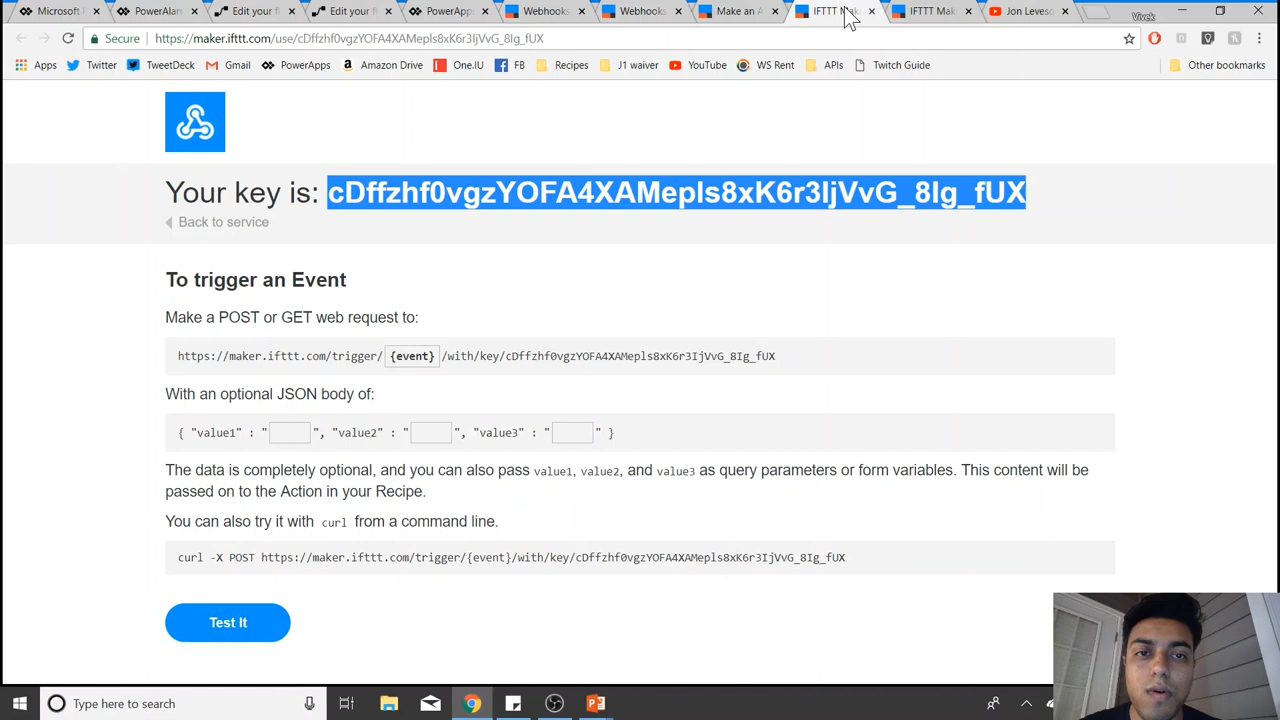 Microsoft
PowerAlar
Edit your f
Edit your f
PowerApps
Webhooks
Webhooks
Make an A
IFTTT Mak
IFTTT Mak
Jon Leveso
Vivek
Secure
https://maker.ifttt.com/use/cDffzhf0vgzYOFA4XAMepls8xK6r3IjVvG_8Ig_fUX
Apps
Twitter
TweetDeck
Gmail
PowerApps
Amazon Drive
One.IU
FB
Recipes
J1 waiver
YouTube
WS Rent
APIs
Twitch Guide
Other bookmarks
Your key is: cDffzhf0vgzYOFA4XAMepls8xK6r3IjVvG_8Ig_fUX
Back to service
To trigger an Event
Make a POST or GET web request to:
https://maker.ifttt.com/trigger/ {event} /with/key/cDffzhf0vgzYOFA4XAMepls8xK6r3IjVvG_8Ig_fUX
With an optional JSON body of:
{ "value1" : "", "value2" : "", "value3" : "" }
The data is completely optional, and you can also pass value1, value2, and value3 as query parameters or form variables. This content will be
passed on to the Action in your Recipe.
You can also try it with curl from a command line.
curl -X POST https://maker.ifttt.com/trigger/{event}/with/key/cDffzhf0vgzYOFA4XAMepls8xK6r3IjVvG_8Ig_fUX
Test It
Type here to search